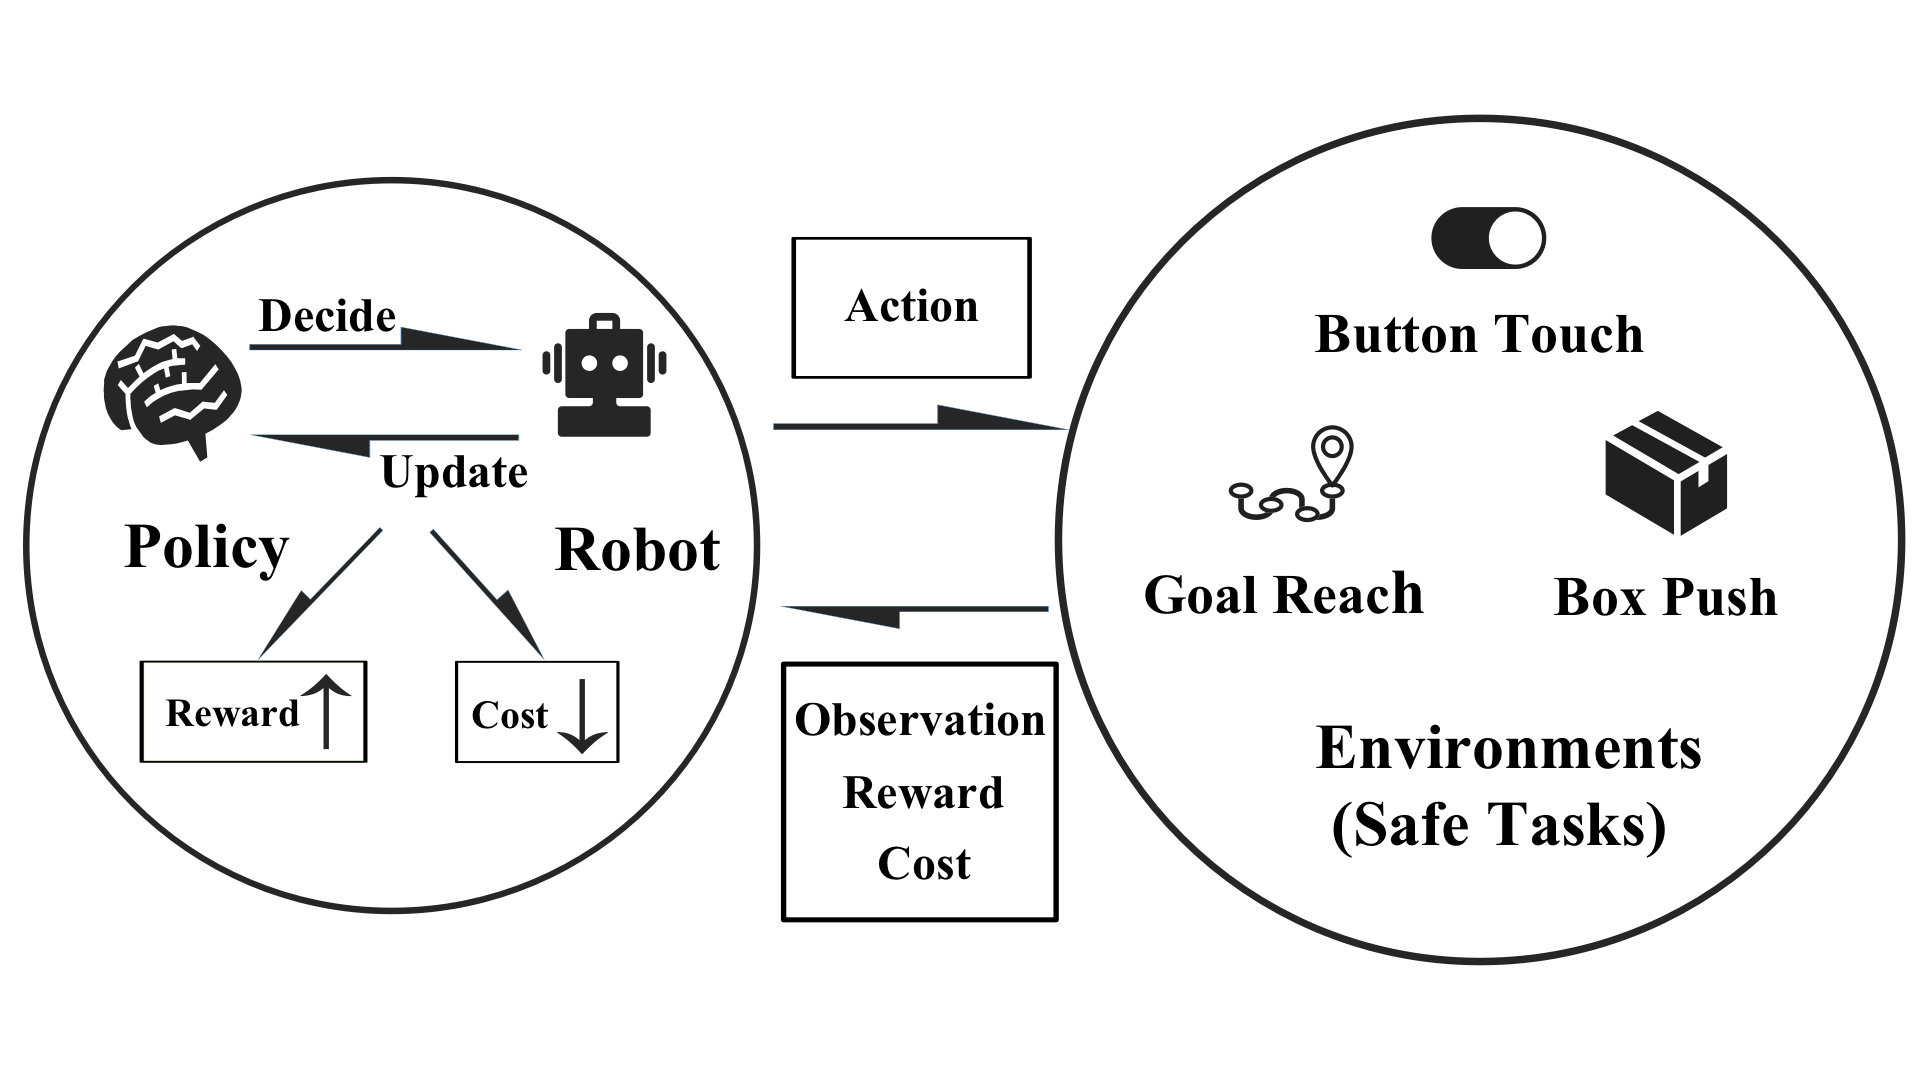 Decide
Update
Policy
Robot
Reward
Cost
Action
Observation
Reward
Cost
Button Touch
Goal Reach
Box Push
Environments
(Safe Tasks)